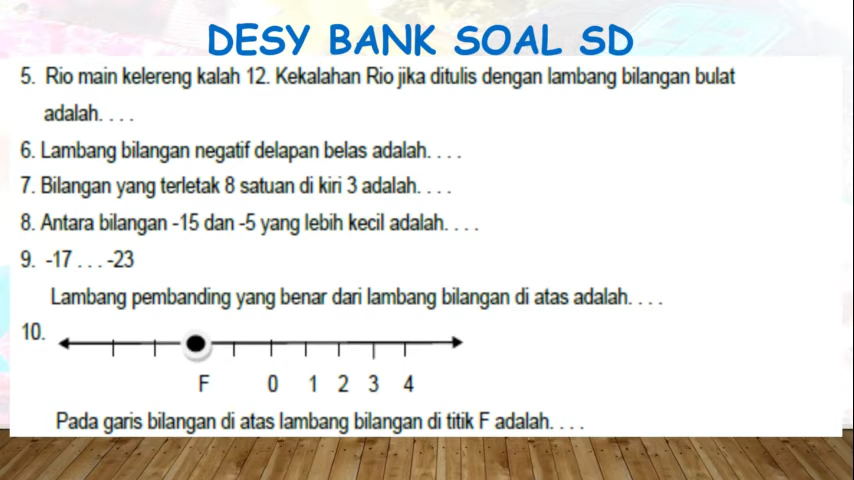 DESY BANK SOAL SD
5. Rio main kelereng kalah 12. Kekalahan Rio jika ditulis dengan lambang bilangan bulat
adalah. . . .
6. Lambang bilangan negatif delapan belas adalah. . . .
7. Bilangan yang terletak 8 satuan di kiri 3 adalah. . . .
8. Antara bilangan -15 dan -5 yang lebih kecil adalah. . . .
9. -17 . . . -23
Lambang pembanding yang benar dari lambang bilangan di atas adalah. . . .
10.
F 0 1 2 3 4
Pada garis bilangan di atas lambang bilangan di titik F adalah. . . .